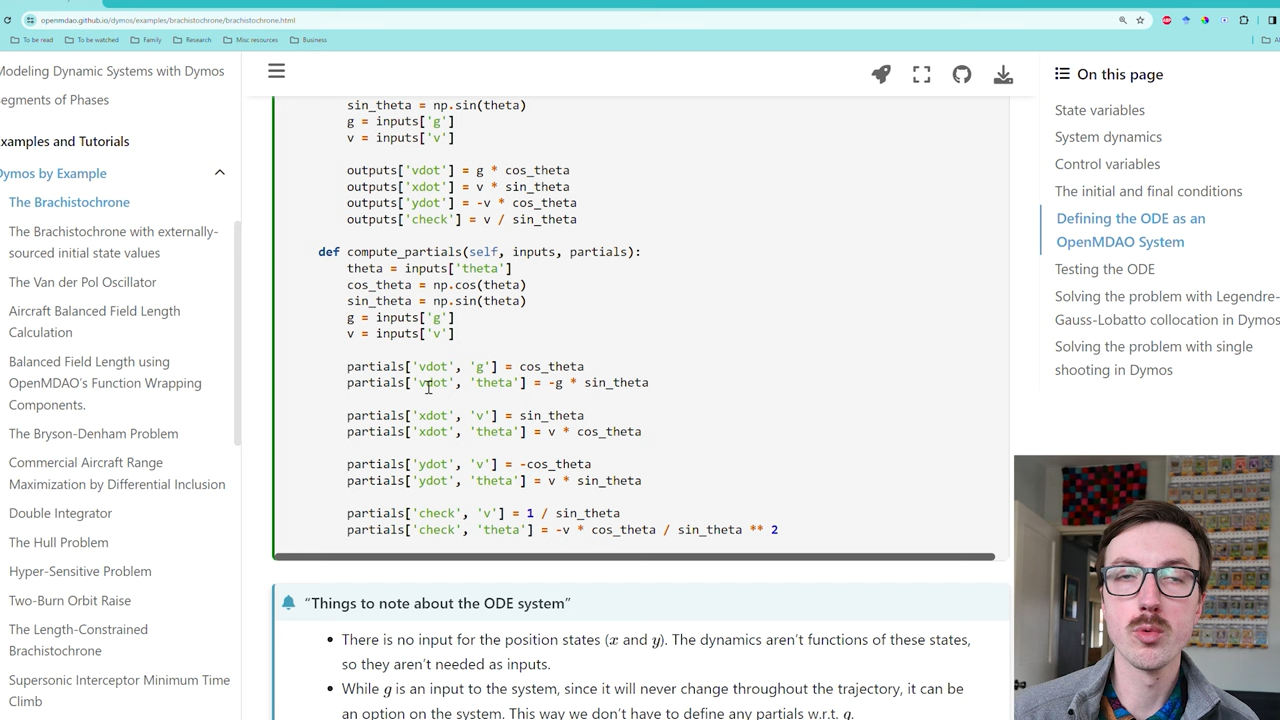 openmdao.github.io/dymos/examples/brachistochrone/brachistochrone.html
To be read
To be watched
Family
Research
Misc resources
Business
Modeling Dynamic Systems with Dymos
Segments of Phases
Examples and Tutorials
Dymos by Example
The Brachistochrone
The Brachistochrone with externally-
sourced initial state values
The Van der Pol Oscillator
Aircraft Balanced Field Length
Calculation
Balanced Field Length using
OpenMDAO's Function Wrapping
Components.
The Bryson-Denham Problem
Commercial Aircraft Range
Maximization by Differential Inclusion
Double Integrator
The Hull Problem
Hyper-Sensitive Problem
Two-Burn Orbit Raise
The Length-Constrained
Brachistochrone
Supersonic Interceptor Minimum Time
Climb
sin_theta = np.sin(theta)
g = inputs['g']
v = inputs['v']
outputs['vdot'] = g * cos_theta
outputs['xdot'] = v * sin_theta
outputs['ydot'] = -v * cos_theta
outputs['check'] = v / sin_theta
def compute_partials(self, inputs, partials):
theta = inputs['theta']
cos_theta = np.cos(theta)
sin_theta = np.sin(theta)
g = inputs['g']
v = inputs['v']
partials['vdot', 'g'] = cos_theta
partials['vdot', 'theta'] = -g * sin_theta
partials['xdot', 'v'] = sin_theta
partials['xdot', 'theta'] = v * cos_theta
partials['ydot', 'v'] = -cos_theta
partials['ydot', 'theta'] = v * sin_theta
partials['check', 'v'] = 1 / sin_theta
partials['check', 'theta'] = -v * cos_theta / sin_theta ** 2
"Things to note about the ODE system"
• There is no input for the position states (x and y). The dynamics aren't functions of these states,
so they aren't needed as inputs.
• While g is an input to the system, since it will never change throughout the trajectory, it can be
an option on the system. This way we don't have to define any partials w.r.t. g.
On this page
State variables
System dynamics
Control variables
The initial and final conditions
Defining the ODE as an
OpenMDAO System
Testing the ODE
Solving the problem with Legendre-
Gauss-Lobatto collocation in Dymos
Solving the problem with single
shooting in Dymos